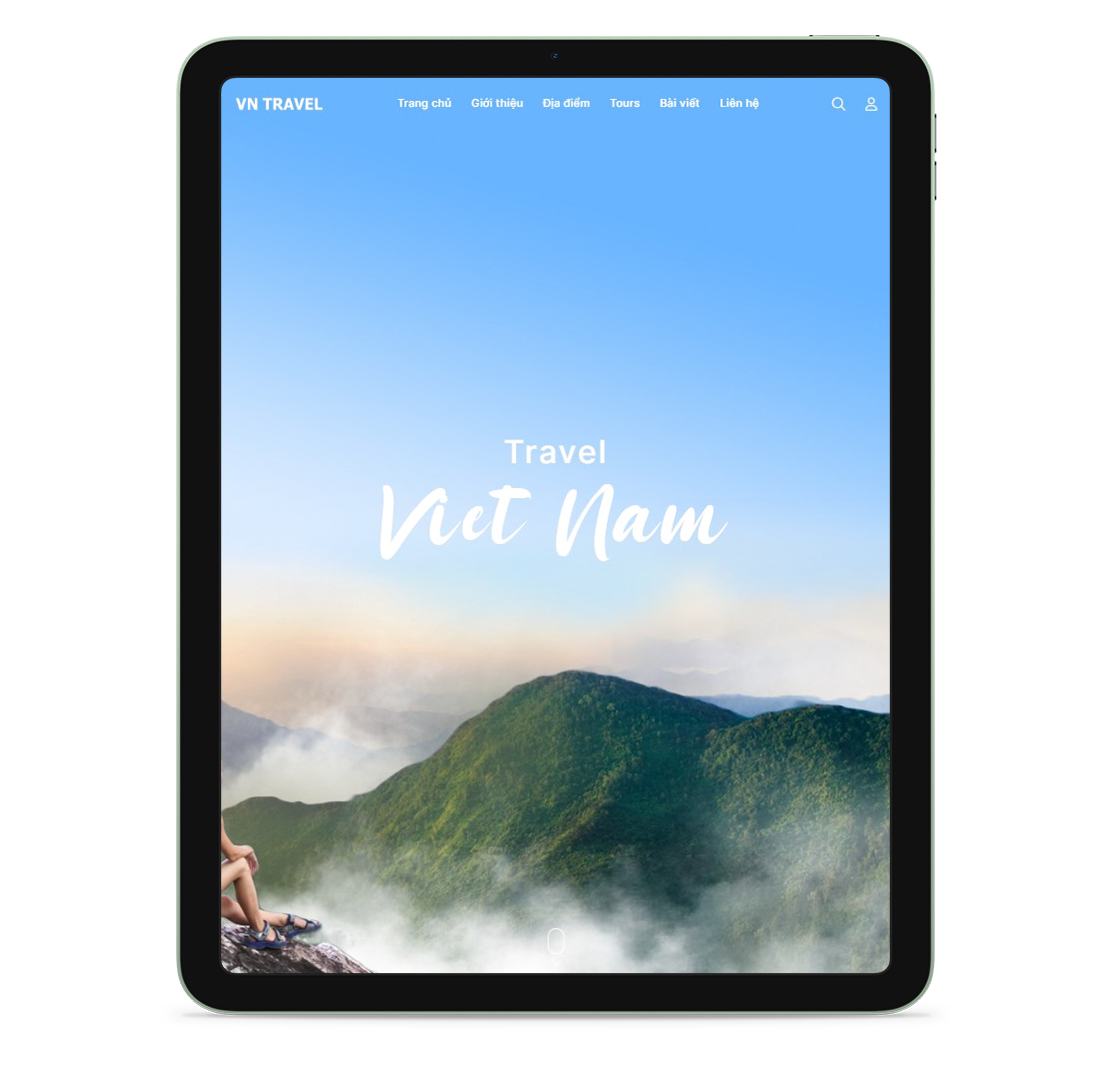 VN TRAVEL Trang chủ Giới thiệu Địa điểm Tours Bài viết Liên hệ
Travel
Viet Nam